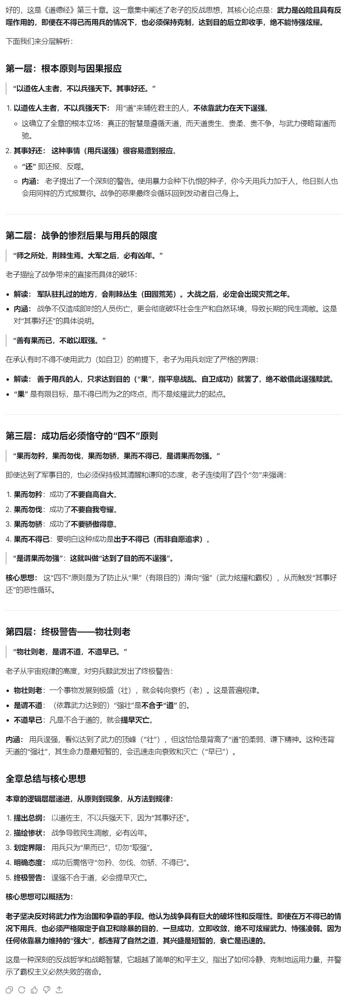 好的，这是《道德经》第三十章。这一章集中阐述了老子的反战思想，其核心论点是：武力是凶险且具有反
噬作用的，即便在不得已而用兵的情况下，也必须保持克制，达到目的后立即收手，绝不能恃强炫耀。
下面我们来分层解析：
第一层：根本原则与因果报应
“以道佐人主者，不以兵强天下。其事好还。”
1. 以道佐人主者，不以兵强天下： 用“道”来辅佐君主的人，不依靠武力在天下逞强。
◦ 这确立了全章的根本立场：真正的智慧是遵循天道，而天道贵生、贵柔、贵不争，与武力侵略背道而
驰。
2. 其事好还： 这种事情（用兵逞强）很容易遭到报应。
◦ “还” 即还报、反噬。
◦ 内涵： 老子提出了一个深刻的警告。使用暴力会种下仇恨的种子，你今天用兵力加于人，他日别人也
会用同样的方式报复你。战争的恶果最终会循环回到发动者自己身上。
第二层：战争的惨烈后果与用兵的限度
“师之所处，荆棘生焉。大军之后，必有凶年。”
老子描绘了战争带来的直接而具体的破坏：
• 解读： 军队驻扎过的地方，会荆棘丛生（田园荒芜）。大战之后，必定会出现灾荒之年。
• 内涵： 战争不仅造成即时的人员伤亡，更会彻底破坏社会生产和自然环境，导致长期的民生凋敝。这是
对“其事好还”的具体说明。
“善有果而已，不敢以取强。”
在承认有时不得不使用武力（如自卫）的前提下，老子为用兵划定了严格的界限：
• 解读： 善于用兵的人，只求达到目的（“果”，指平息战乱、自卫成功）就罢了，绝不敢借此逞强黩武。
• “果” 是有限目标，是不得已而为之的终点，而不是炫耀武力的起点。
第三层：成功后必须恪守的“四不”原则
“果而勿矜，果而勿伐，果而勿骄，果而不得已，是谓果而勿强。”
即使达到了军事目的，也必须保持极其清醒和谦抑的态度，老子连续用了四个“勿”来强调：
1. 果而勿矜：成功了不要自高自大。
2. 果而勿伐：成功了不要自我夸耀。
3. 果而勿骄：成功了不要骄傲得意。
4. 果而不得已：要明白这种成功是出于不得已（而非自愿追求）。
“是谓果而勿强”：这就叫做“达到了目的而不逞强”。
核心思想： 这“四不”原则是为了防止从“果”（有限目的）滑向“强”（武力炫耀和霸权），从而触发“其事好
还”的恶性循环。
第四层：终极警告——物壮则老
“物壮则老，是谓不道，不道早已。”
老子从宇宙规律的高度，对穷兵黩武发出了终极警告：
• 物壮则老：一个事物发展到极盛（壮），就会转向衰朽（老）。这是普遍规律。
• 是谓不道：（依靠武力达到的）“强壮”是不合于“道” 的。
• 不道早已：凡是不合于道的，就会提早灭亡。
内涵： 用兵逞强，看似达到了武力的顶峰（“壮”），但这恰恰是背离了“道”的柔弱、谦下精神。这种违背
天道的“强壮”，其生命力是最短暂的，会迅速走向衰败和灭亡（“早已”）。
全章总结与核心思想
本章的逻辑层层递进，从原则到现象，从方法到规律：
1. 提出总纲： 以道佐主，不以兵强天下，因为“其事好还”。
2. 描绘惨状： 战争导致民生凋敝，必有凶年。
3. 划定界限： 用兵只为“果而已”，切勿“取强”。
4. 明确态度： 成功后需恪守“勿矜、勿伐、勿骄、不得已”。
5. 终极警告： 逞强不合于道，必会提早灭亡。
核心思想可以概括为：
老子坚决反对将武力作为治国和争霸的手段。他认为战争具有巨大的破坏性和反噬性。即使在万不得已的情
况下用兵，也必须严格限定于自卫和除暴的目的，一旦成功，立即收敛，绝不可炫耀武力、恃强凌弱。因为
任何依靠暴力维持的“强大”，都违背了自然之道，其兴盛是短暂的，衰亡是迅速的。
这是一种深刻的反战哲学和战略智慧，它超越了简单的和平主义，指出了如何冷静、克制地运用力量，并警
示了霸权主义必然失败的宿命。